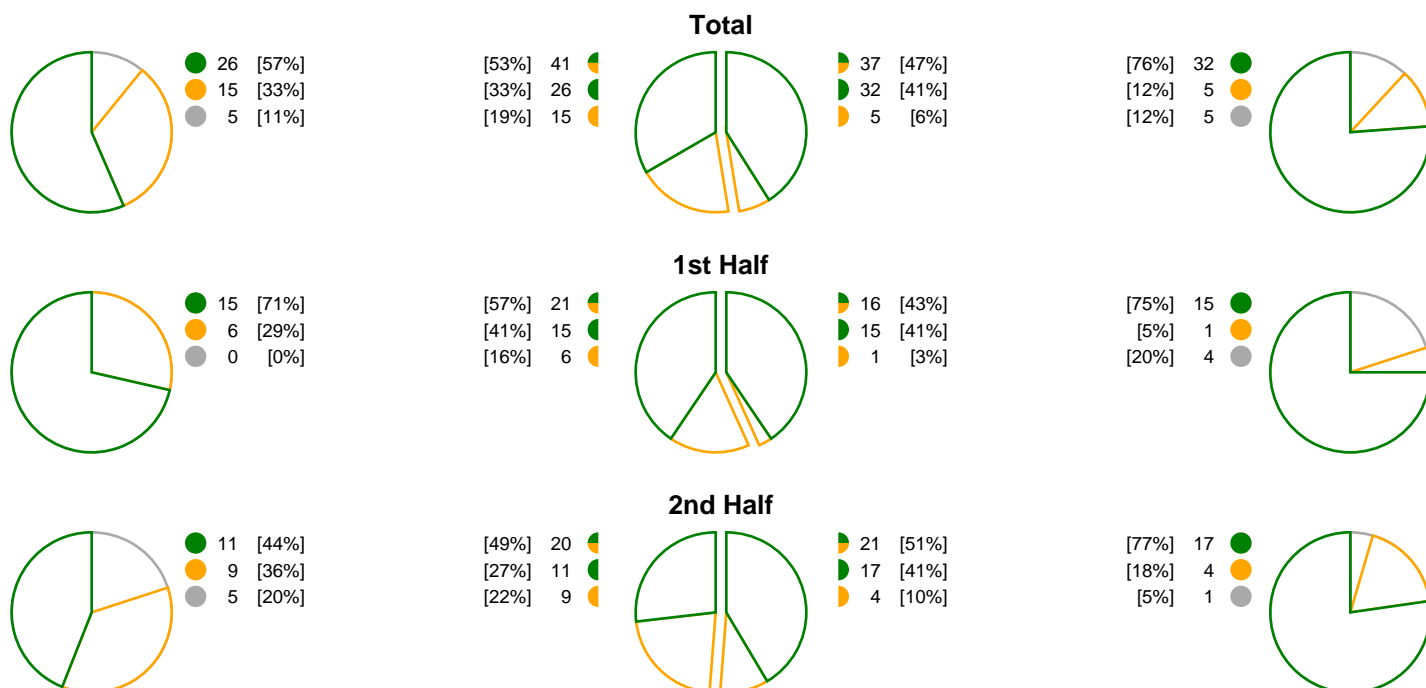 Total
26 [57%] [53%] 41 37 [47%] [76%] 32
15 [33%] [33%] 26 32 [41%] [12%] 5
5 [11%] [19%] 15 5 [6%] [12%] 5
1st Half
15 [71%] [57%] 21 16 [43%] [75%] 15
6 [29%] [41%] 15 15 [41%] [5%] 1
0 [0%] [16%] 6 1 [3%] [20%] 4
2nd Half
11 [44%] [49%] 20 21 [51%] [77%] 17
9 [36%] [27%] 11 17 [41%] [18%] 4
5 [20%] [22%] 9 4 [10%] [5%] 1